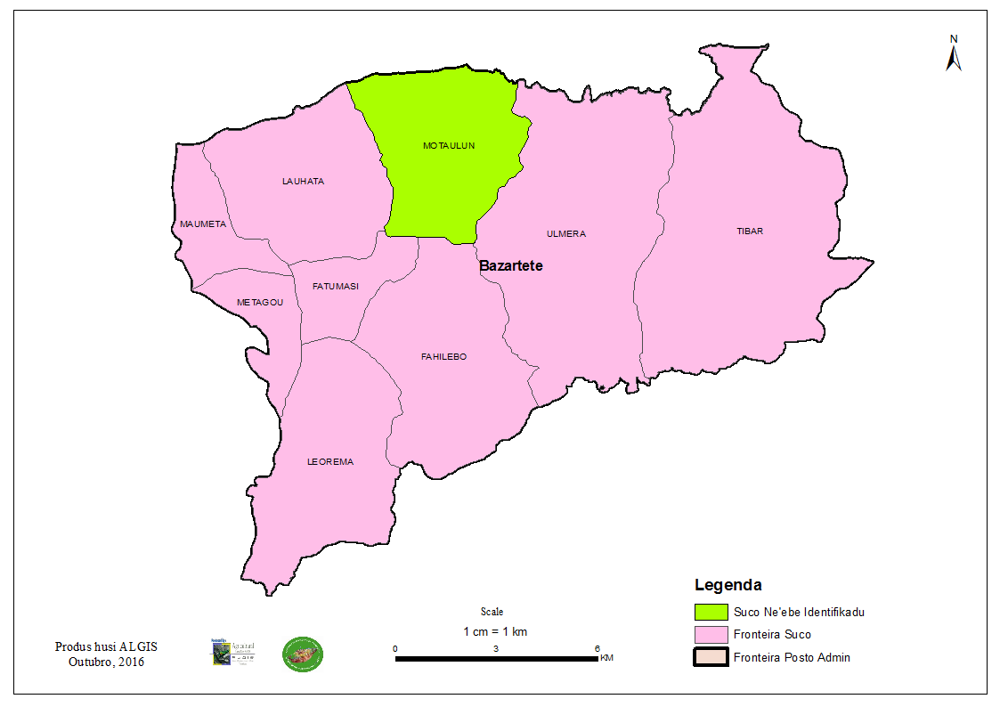 N
MOTAULUN
LAUHATA
MAUMETA
ULMERA
TIBAR
Bazartete
FATUMASI
METAGOU
FAHILEBO
LEOREMA
Legenda
Suco Ne'ebe Identifikadu
Fronteira Suco
Fronteira Posto Admin
Scale
1 cm = 1 km
0 3 6
KM
Produs husi ALGIS
Outubro, 2016